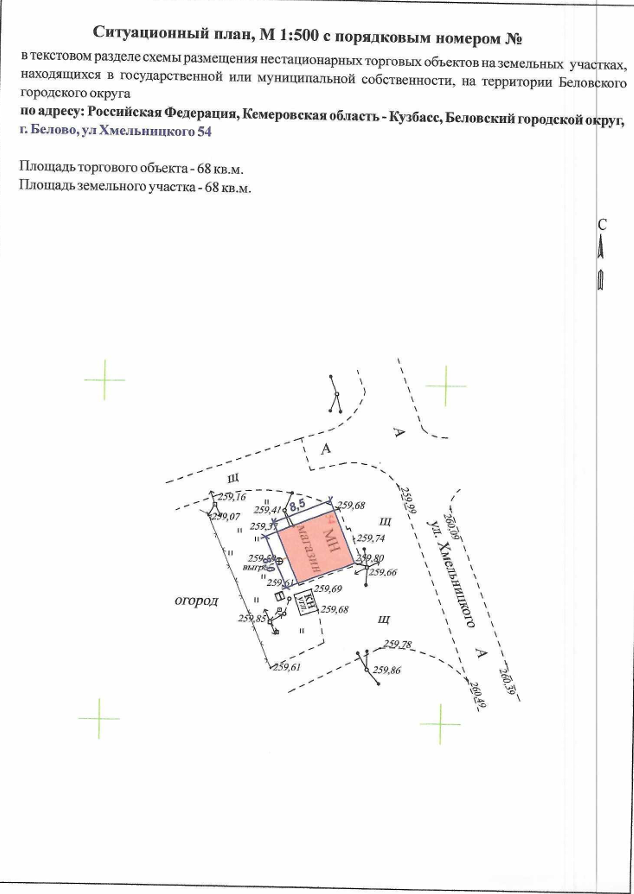 Ситуационный план, М 1:500 с порядковым номером №
в текстовом разделе схемы размещения нестационарных торговых объектов на земельных участках,
находящихся в государственной или муниципальной собственности, на территории Беловского
городского округа
по адресу: Российская Федерация, Кемеровская область - Кузбасс, Беловский городской округ,
г. Белово, ул Хмельницкого 54
Площадь торгового объекта - 68 кв.м.
Площадь земельного участка - 68 кв.м.
С
А
А
Щ
259,16
259,07
259,41
8,5
259,68
259,99
260,09
Щ
259,74
МН
магазин
259,80
259,66
ул. Хмельницкого
259,61
259,69
КН
259,68
огород
259,85
Щ
259,78
А
259,61
259,86
260,49
260,39